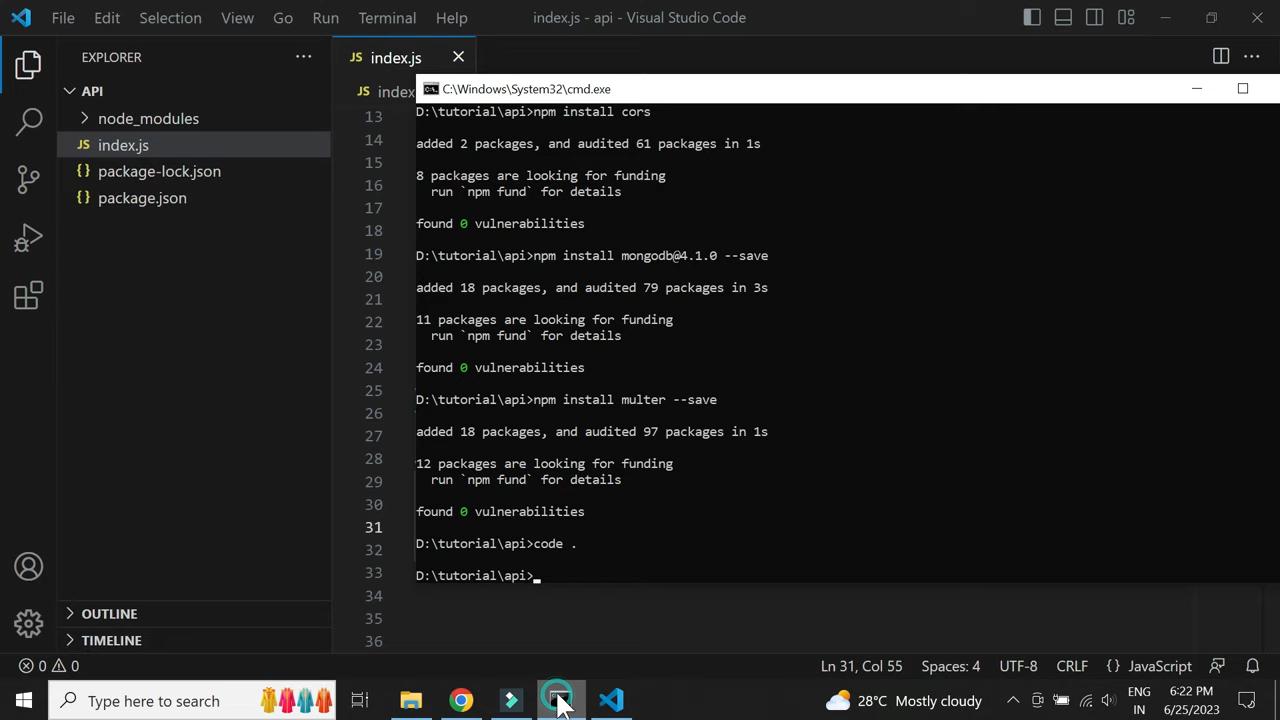 File Edit Selection View Go Run Terminal Help
index.js - api - Visual Studio Code
EXPLORER
JS index.js
API
JS index
node_modules
JS index.js
{} package-lock.json
{} package.json
OUTLINE
TIMELINE
13
14
15
16
17
18
19
20
21
22
23
24
25
26
27
28
29
30
31
32
33
34
35
36
C:\Windows\System32\cmd.exe
D:\tutorial\api>npm install cors
added 2 packages, and audited 61 packages in 1s
8 packages are looking for funding
run `npm fund` for details
found 0 vulnerabilities
D:\tutorial\api>npm install mongodb@4.1.0 --save
added 18 packages, and audited 79 packages in 3s
11 packages are looking for funding
run `npm fund` for details
found 0 vulnerabilities
D:\tutorial\api>npm install multer --save
added 18 packages, and audited 97 packages in 1s
12 packages are looking for funding
run `npm fund` for details
found 0 vulnerabilities
D:\tutorial\api>code .
D:\tutorial\api>
0 0
Ln 31, Col 55 Spaces: 4 UTF-8 CRLF {} JavaScript
Type here to search
28°C Mostly cloudy
ENG
IN
6:22 PM
6/25/2023